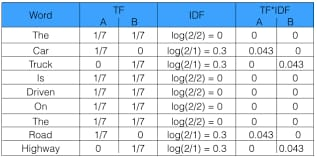 Word TF IDF TF*IDF
A B A B
The 1/7 1/7 log(2/2) = 0 0 0
Car 1/7 0 log(2/1) = 0.3 0.043 0
Truck 0 1/7 log(2/1) = 0.3 0 0.043
Is 1/7 1/7 log(2/2) = 0 0 0
Driven 1/7 1/7 log(2/2) = 0 0 0
On 1/7 1/7 log(2/2) = 0 0 0
The 1/7 1/7 log(2/2) = 0 0 0
Road 1/7 0 log(2/1) = 0.3 0.043 0
Highway 0 1/7 log(2/1) = 0.3 0 0.043